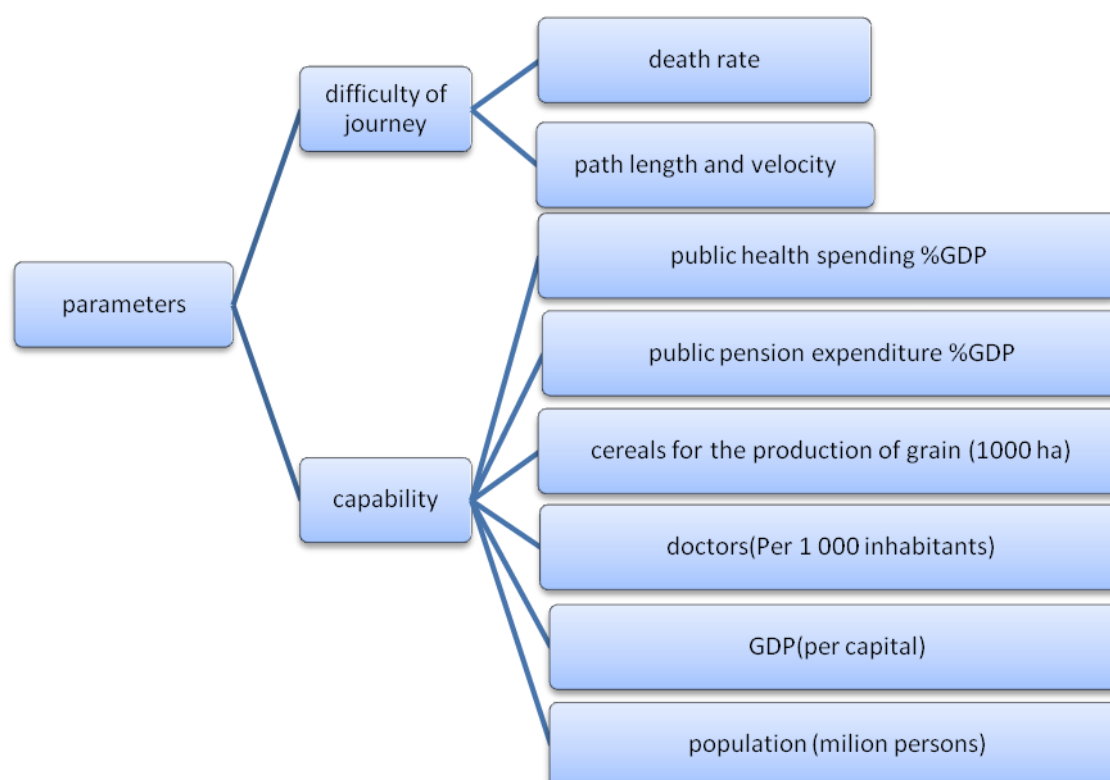 parameters
difficulty of
journey
death rate
path length and velocity
capability
public health spending %GDP
public pension expenditure %GDP
cereals for the production of grain (1000 ha)
doctors(Per 1 000 inhabitants)
GDP(per capital)
population (milion persons)